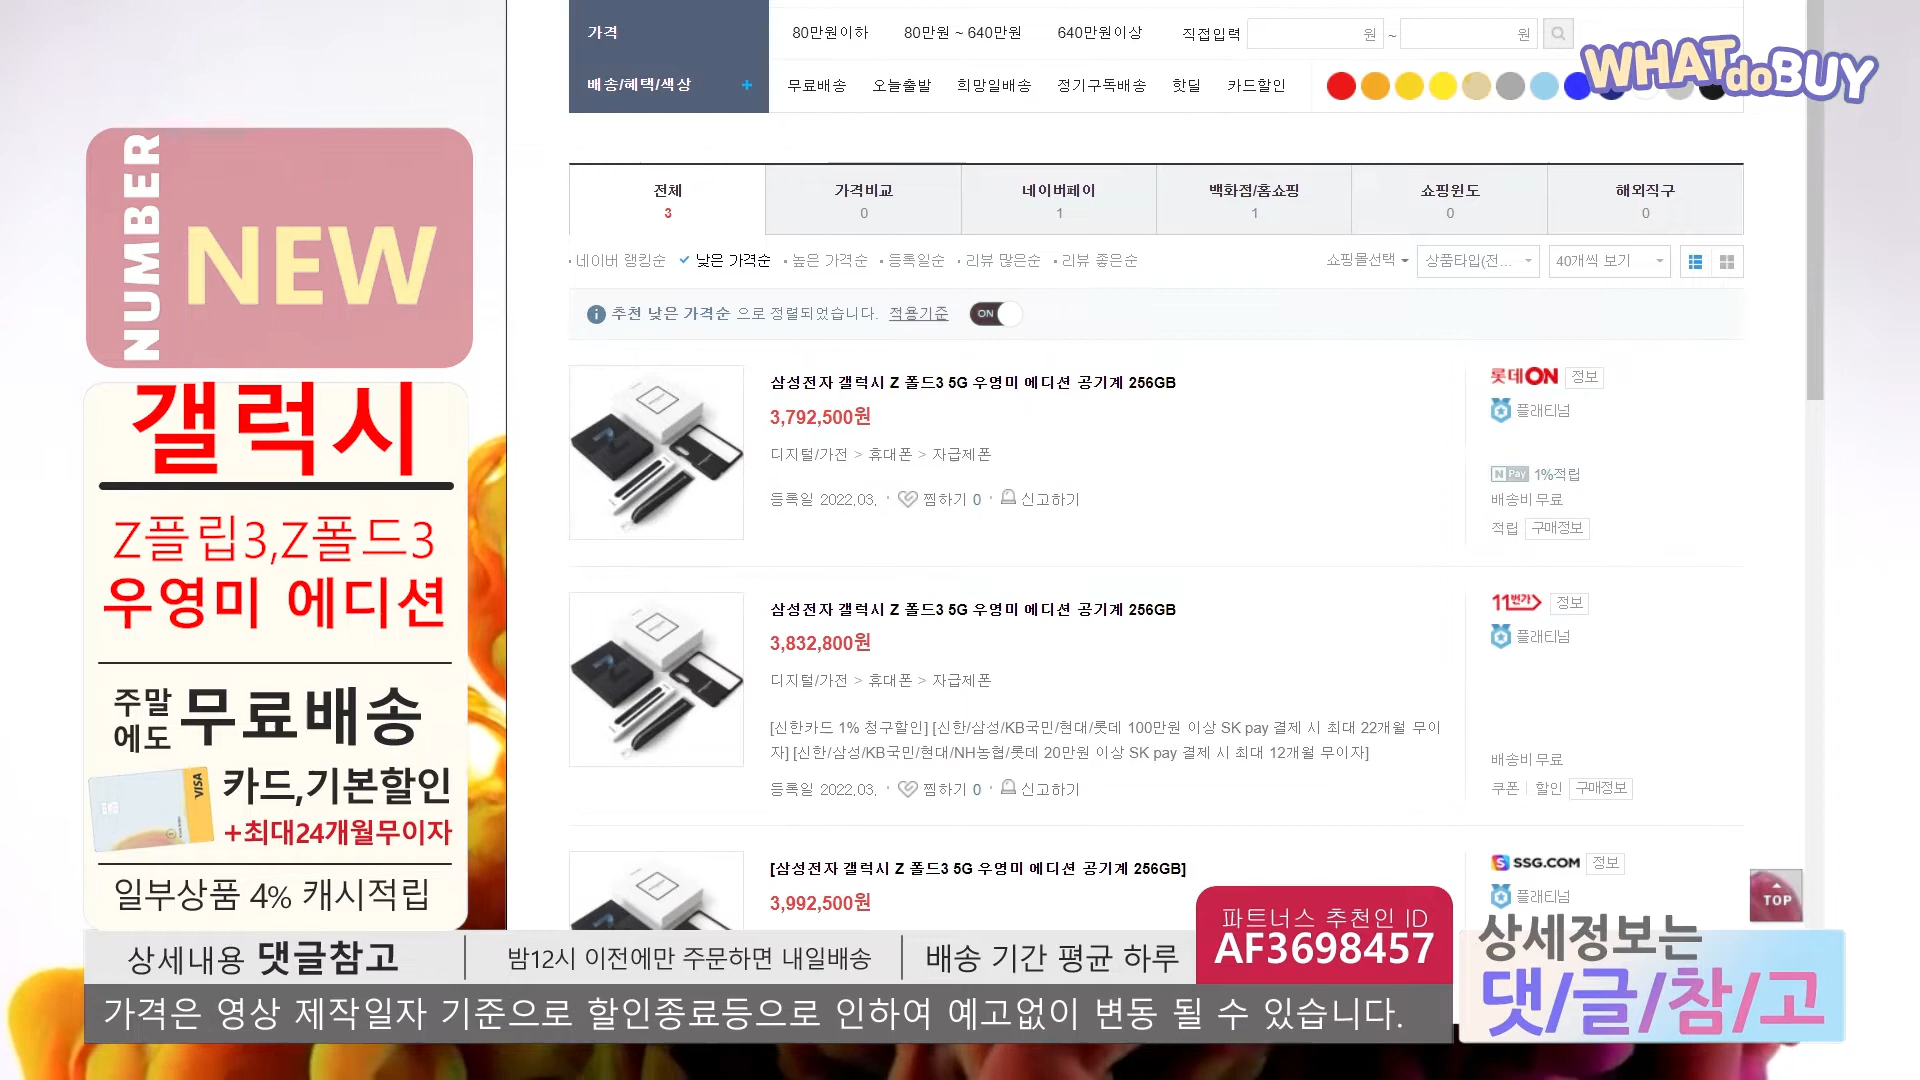 가격
80만원이하
80만원 ~ 640만원
640만원이상
직접입력
원 ~
원
WHAT do BUY
배송/혜택/색상 +
무료배송
오늘출발
희망일배송
정기구독배송
핫딜
카드할인
NUMBER
NEW
갤럭시
Z플립3,Z폴드3
우영미 에디션
주말에도 무료배송
VISA
카드,기본할인
+최대24개월무이자
일부상품 4% 캐시적립
전체
3
가격비교
0
네이버페이
1
백화점/홈쇼핑
1
쇼핑윈도
0
해외직구
0
네이버 랭킹순
낮은 가격순
높은 가격순
등록일순
리뷰 많은순
리뷰 좋은순
쇼핑몰선택
상품타입(전...
40개씩 보기
추천 낮은 가격순 으로 정렬되었습니다. 적용기준 ON
삼성전자 갤럭시 Z 폴드3 5G 우영미 에디션 공기계 256GB
3,792,500원
디지털/가전 > 휴대폰 > 자급제폰
등록일 2022.03. · 찜하기 0 · 신고하기
롯데ON 정보
플래티넘
N Pay 1%적립
배송비 무료
적립 구매정보
삼성전자 갤럭시 Z 폴드3 5G 우영미 에디션 공기계 256GB
3,832,800원
디지털/가전 > 휴대폰 > 자급제폰
[신한카드 1% 청구할인] [신한/삼성/KB국민/현대/롯데 100만원 이상 SK pay 결제 시 최대 22개월 무이
자] [신한/삼성/KB국민/현대/NH농협/롯데 20만원 이상 SK pay 결제 시 최대 12개월 무이자]
등록일 2022.03. · 찜하기 0 · 신고하기
11번가 정보
플래티넘
배송비 무료
쿠폰 할인 구매정보
[삼성전자 갤럭시 Z 폴드3 5G 우영미 에디션 공기계 256GB]
3,992,500원
SSG.COM 정보
플래티넘
TOP
파트너스 추천인 ID
AF3698457
상세내용 댓글참고
밤12시 이전에만 주문하면 내일배송
배송 기간 평균 하루
가격은 영상 제작일자 기준으로 할인종료등으로 인하여 예고없이 변동 될 수 있습니다.
상세정보는
댓/글/참/고